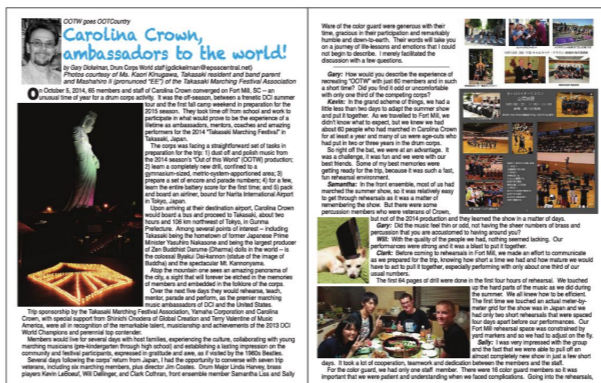 OOTW goes OOTCountry
Carolina Crown,
ambassadors to the world!
by Gary Dickelman, Drum Corps World staff (gdickelman@epsscentral.net)
Photos courtesy of Ms. Kaori Kinugawa, Takasaki resident and band parent
and Mashahiro Ii (pronounced "EE") of the Takasaki Marching Festival Association
On October 5, 2014, 65 members and staff of Carolina Crown converged on Fort Mill, SC – an
unusual time of year for a drum corps activity. It was the off-season, between a frenetic DCI summer
tour and the first fall camp weekend in preparation for the
2015 season. They took time off from school and work to
participate in what would prove to be the experience of a
lifetime as ambassadors, mentors, coaches and amazing
performers for the 2014 "Takasaki Marching Festival" in
Takasaki, Japan.
The corps was facing a straightforward set of tasks in
preparation for the trip: 1) dust off and polish music from
the 2014 season's "Out of this World" (OOTW) production;
2) learn a completely new drill, confined to a
gymnasium-sized, metric-system-apportioned area; 3)
prepare a set of encore and parade numbers; 4) for a few,
learn the entire battery score for the first time; and 5) pack
and board an airliner, bound for Narita International Airport
in Tokyo, Japan.
Upon arriving at their destination airport, Carolina Crown
would board a bus and proceed to Takasaki, about two
hours and 106 km northwest of Tokyo, in Gunma
Prefecture. Among several points of interest – including
Takasaki being the hometown of former Japanese Prime
Minister Yasuhiro Nakasone and being the largest producer
of Zen Buddhist Daruma (Dharma) dolls in the world – is
the colossal Byakui Dai-kannon (statue of the image of
Buddha) and the spectacular Mt. Kannonyama.
Atop the mountain one sees an amazing panorama of
the city, a sight that will forever be etched in the memories
of members and embedded in the folklore of the corps.
Over the next five days they would rehearse, teach,
mentor, parade and perform, as the premier marching
music ambassadors of DCI and the United States.
Trip sponsorship by the Takasaki Marching Festival Association, Yamaha Corporation and Carolina
Crown, with special support from Shinichi Onodera of Global Creation and Terry Valentine of Music
America, were all in recognition of the remarkable talent, musicianship and achievements of the 2013 DCI
World Champions and perennial top contender.
Members would live for several days with host families, experiencing the culture, collaborating with young
marching musicians (pre-kindergarten through high school) and establishing a lasting impression on the
community and festival participants, expressed in gratitude and awe, as if visited by the 1960s Beatles.
Several days following the corps' return from Japan, I had the opportunity to converse with seven trip
veterans, including six marching members, plus director Jim Coates. Drum Major Linda Harvey, brass
players Kevin LeBoeuf, Will Dellinger, and Clark Cothran, front ensemble member Samantha Liss and Sally
Ware of the color guard were generous with their
time, gracious in their participation and remarkably
humble and down-to-earth. Their words will take you
on a journey of life-lessons and emotions that I could
not begin to describe. I merely facilitated the
discussion with a few questions.
Gary: How would you describe the experience of
recreating "OOTW" with just 60 members and in such
a short time? Did you find it odd or uncomfortable
with only one third of the competing corps?
Kevin: In the grand scheme of things, we had a
little less than two days to adapt the summer show
and put it together. As we travelled to Fort Mill, we
didn't know what to expect, but we knew we had
about 60 people who had marched in Carolina Crown
for at least a year and many of us were age-outs who
had put in two or three years in the drum corps.
So right off the bat, we were at an advantage. It
was a challenge, it was fun and we were with our
best friends. Some of my best memories were
getting ready for the trip, because it was such a fast,
fun rehearsal environment.
Samantha: In the front ensemble, most of us had
marched the summer show, so it was relatively easy
to get through rehearsals as it was a matter of
remembering the show. But there were some
percussion members who were veterans of Crown,
but not of the 2014 production and they learned the show in a matter of days.
Gary: Did the music feel thin or odd, not having the sheer numbers of brass and
percussion that you are accustomed to having around you?
Will: With the quality of the people we had, nothing seemed lacking. Our
performances were strong and it was a blast to put it together.
Clark: Before coming to rehearsals in Fort Mill, we made an effort to communicate
as we prepared for the trip, knowing how short a time we had and how mature we would
have to act to pull it together, especially performing with only about one third of our
usual numbers.
The first 64 pages of drill were done in the first four hours of rehearsal. We touched
up the hard parts of the music as we did during
the summer. We all knew how to be efficient.
The first time we touched an actual meter-by-
meter grid for the show was in Japan and we
had only two short rehearsals that were spaced
four days apart before our performances. Our
Fort Mill rehearsal space was constrained by
yard markers and so we had to adjust on the fly.
Sally: I was very impressed with the group
and the fact that we were able to pull off an
almost completely new show in just a few short
days. It took a lot of cooperation, teamwork and dedication between the members and the staff.
For the color guard, we had only one staff member. There were 16 color guard members so it was
important that we were patient and understanding when we faced complications. Going into the rehearsals,